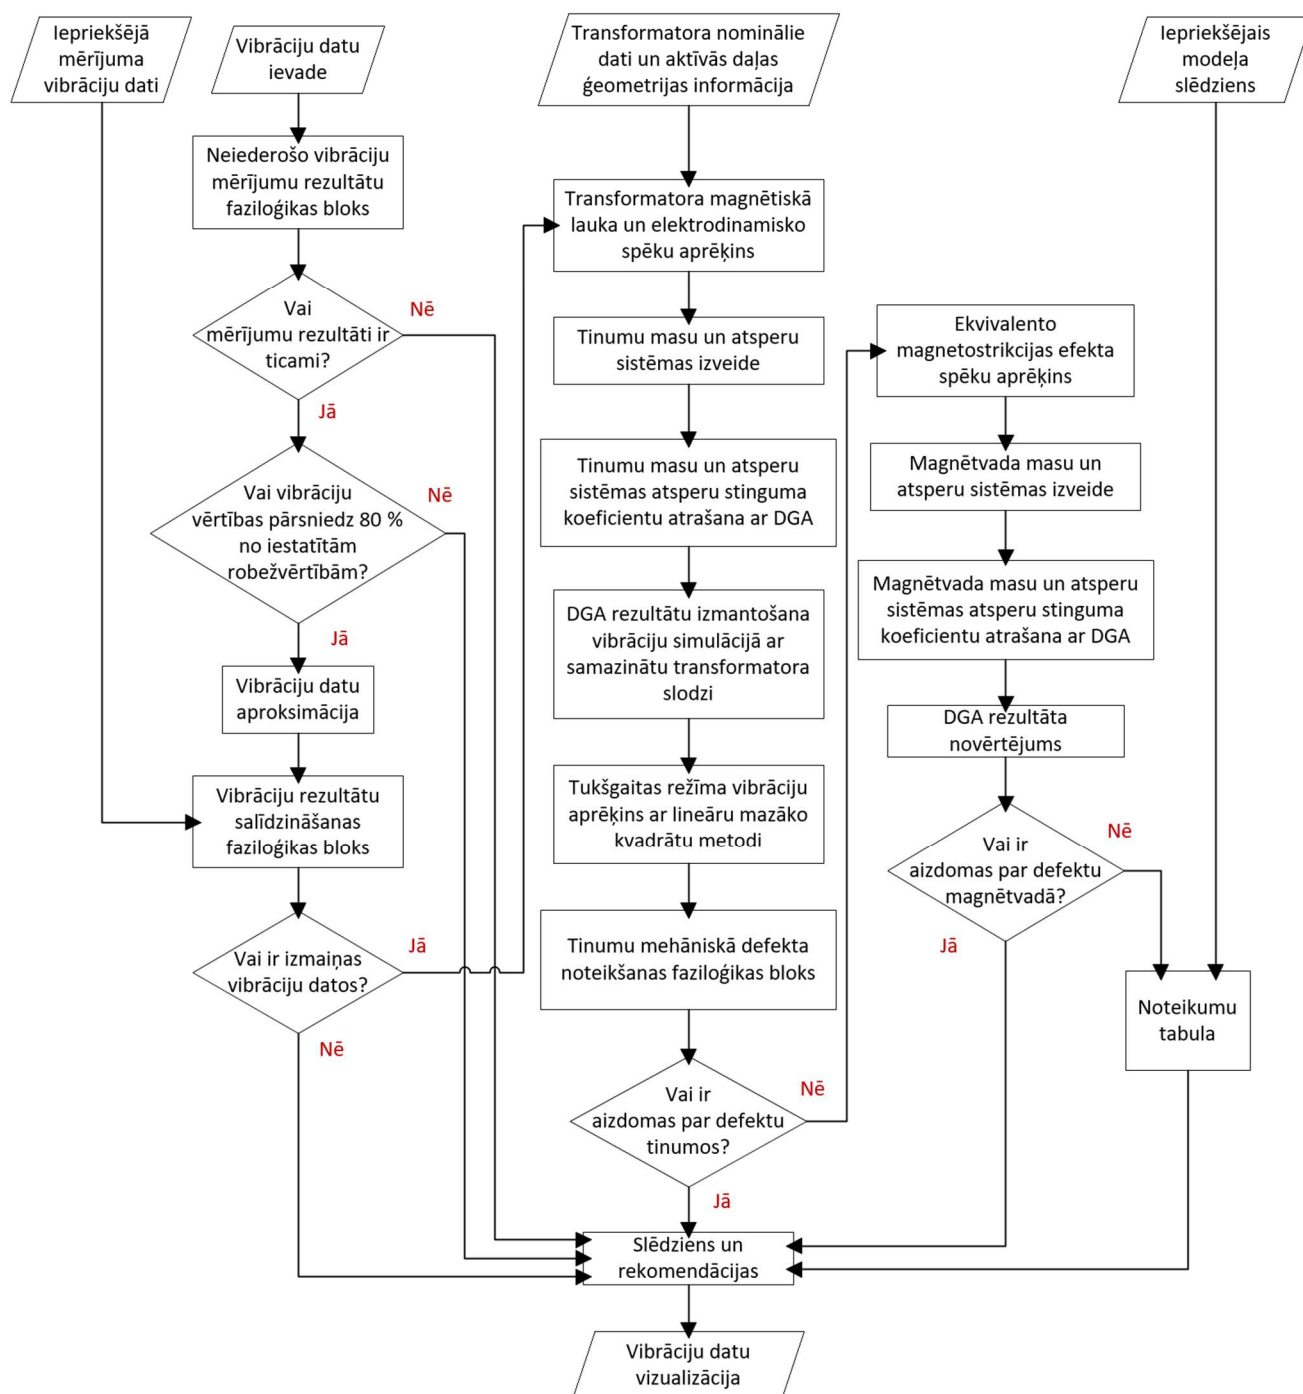 Iepriekšējā
mērījuma
vibrāciju dati
Vibrāciju datu
ievade
Transformatora nominālie
dati un aktīvās daļas
ģeometrijas informācija
Iepriekšējais
modeļa
slēdziens
Neiederošo vibrāciju
mērījumu rezultātu
faziloģikas bloks
Vai
mērījumu rezultāti ir
ticami?
Nē
Jā
Vai vibrāciju
vērtības pārsniedz 80 %
no iestatītām
robežvērtībām?
Nē
Jā
Vibrāciju datu
aproksimācija
Vibrāciju rezultātu
salīdzināšanas
faziloģikas bloks
Vai ir izmaiņas
vibrāciju datos?
Jā
Nē
Transformatora magnētiskā
lauka un elektrodinamisko
spēku aprēķins
Tinumu masu un atsperu
sistēmas izveide
Tinumu masu un atsperu
sistēmas atsperu stinguma
koeficientu atrašana ar DGA
DGA rezultātu izmantošana
vibrāciju simulācijā ar
samazinātu transformatora
slodzi
Tukšgaitas režīma vibrāciju
aprēķins ar lineāru mazāko
kvadrātu metodi
Tinumu mehāniskā defekta
noteikšanas faziloģikas bloks
Vai ir
aizdomas par defektu
tinumos?
Nē
Jā
Ekvivalento
magnetostrikcijas efekta
spēku aprēķins
Magnētvada masu un
atsperu sistēmas izveide
Magnētvada masu un atsperu
sistēmas atsperu stinguma
koeficientu atrašana ar DGA
DGA rezultāta
novērtējums
Vai ir
aizdomas par defektu
magnētvadā?
Nē
Jā
Noteikumu
tabula
Slēdziens un
rekomendācijas
Vibrāciju datu
vizualizācija